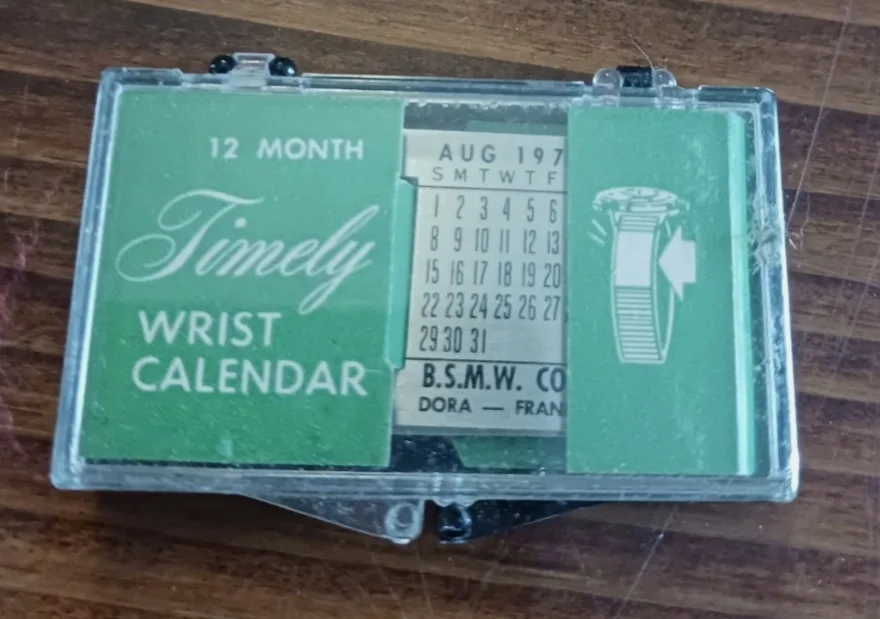 12 MONTH
Timely
WRIST
CALENDAR
AUG 197
S M T W T F
1 2 3 4 5 6
8 9 10 11 12 13
15 16 17 18 19 20
22 23 24 25 26 27
29 30 31
B.S.M.W. CO
DORA — FRAN